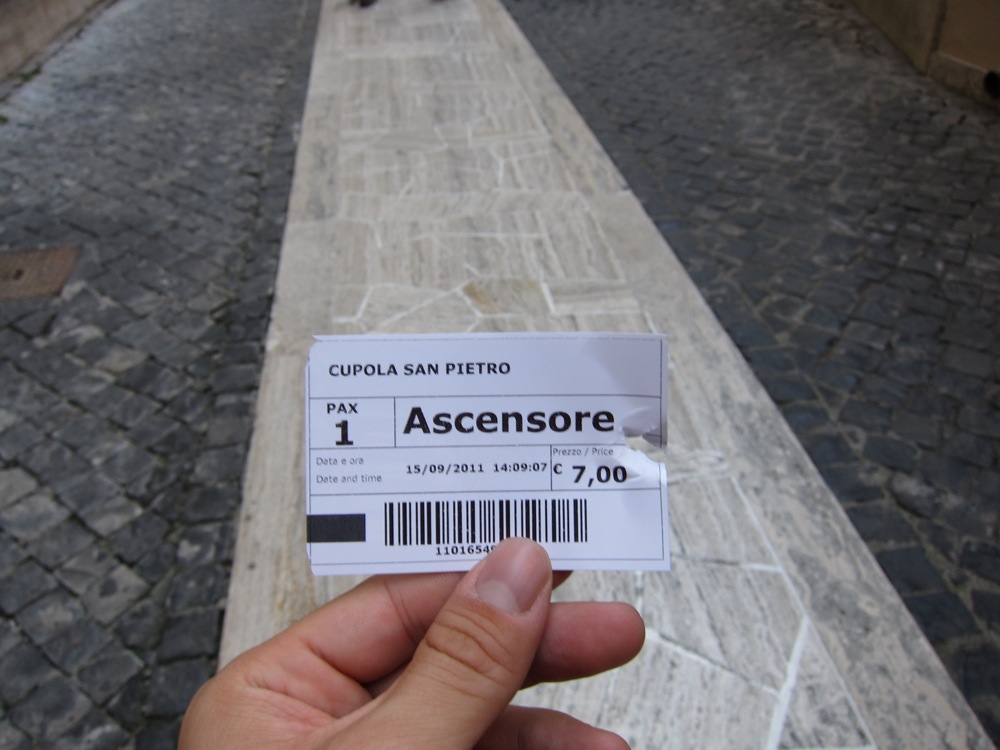 CUPOLA SAN PIETRO
PAX
1
Ascensore
Data e ora
Date and time
15/09/2011 14:09:07
Prezzo / Price
€ 7,00